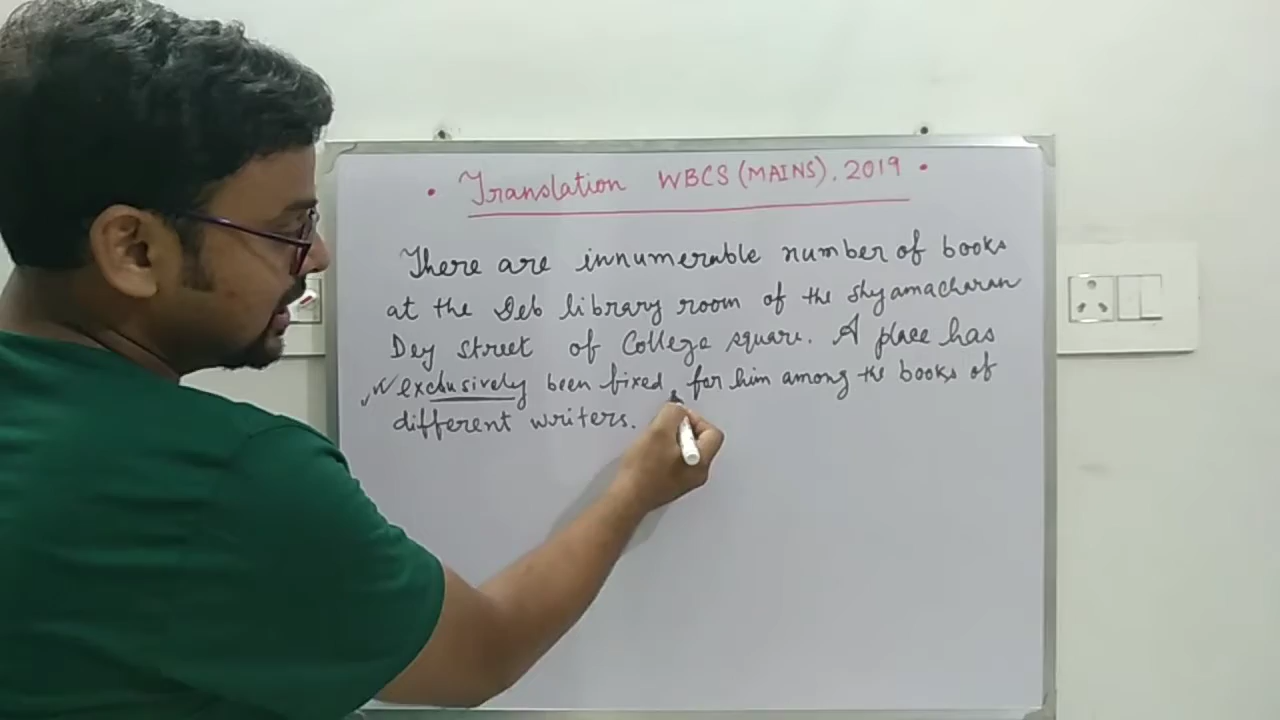 • Translation WBCS (MAINS). 2019 •
There are innumerable number of books
at the Deb library room of the Shyamacharan
Dey Street of College square. A place has
exclusively been fixed for him among the books of
different writers.